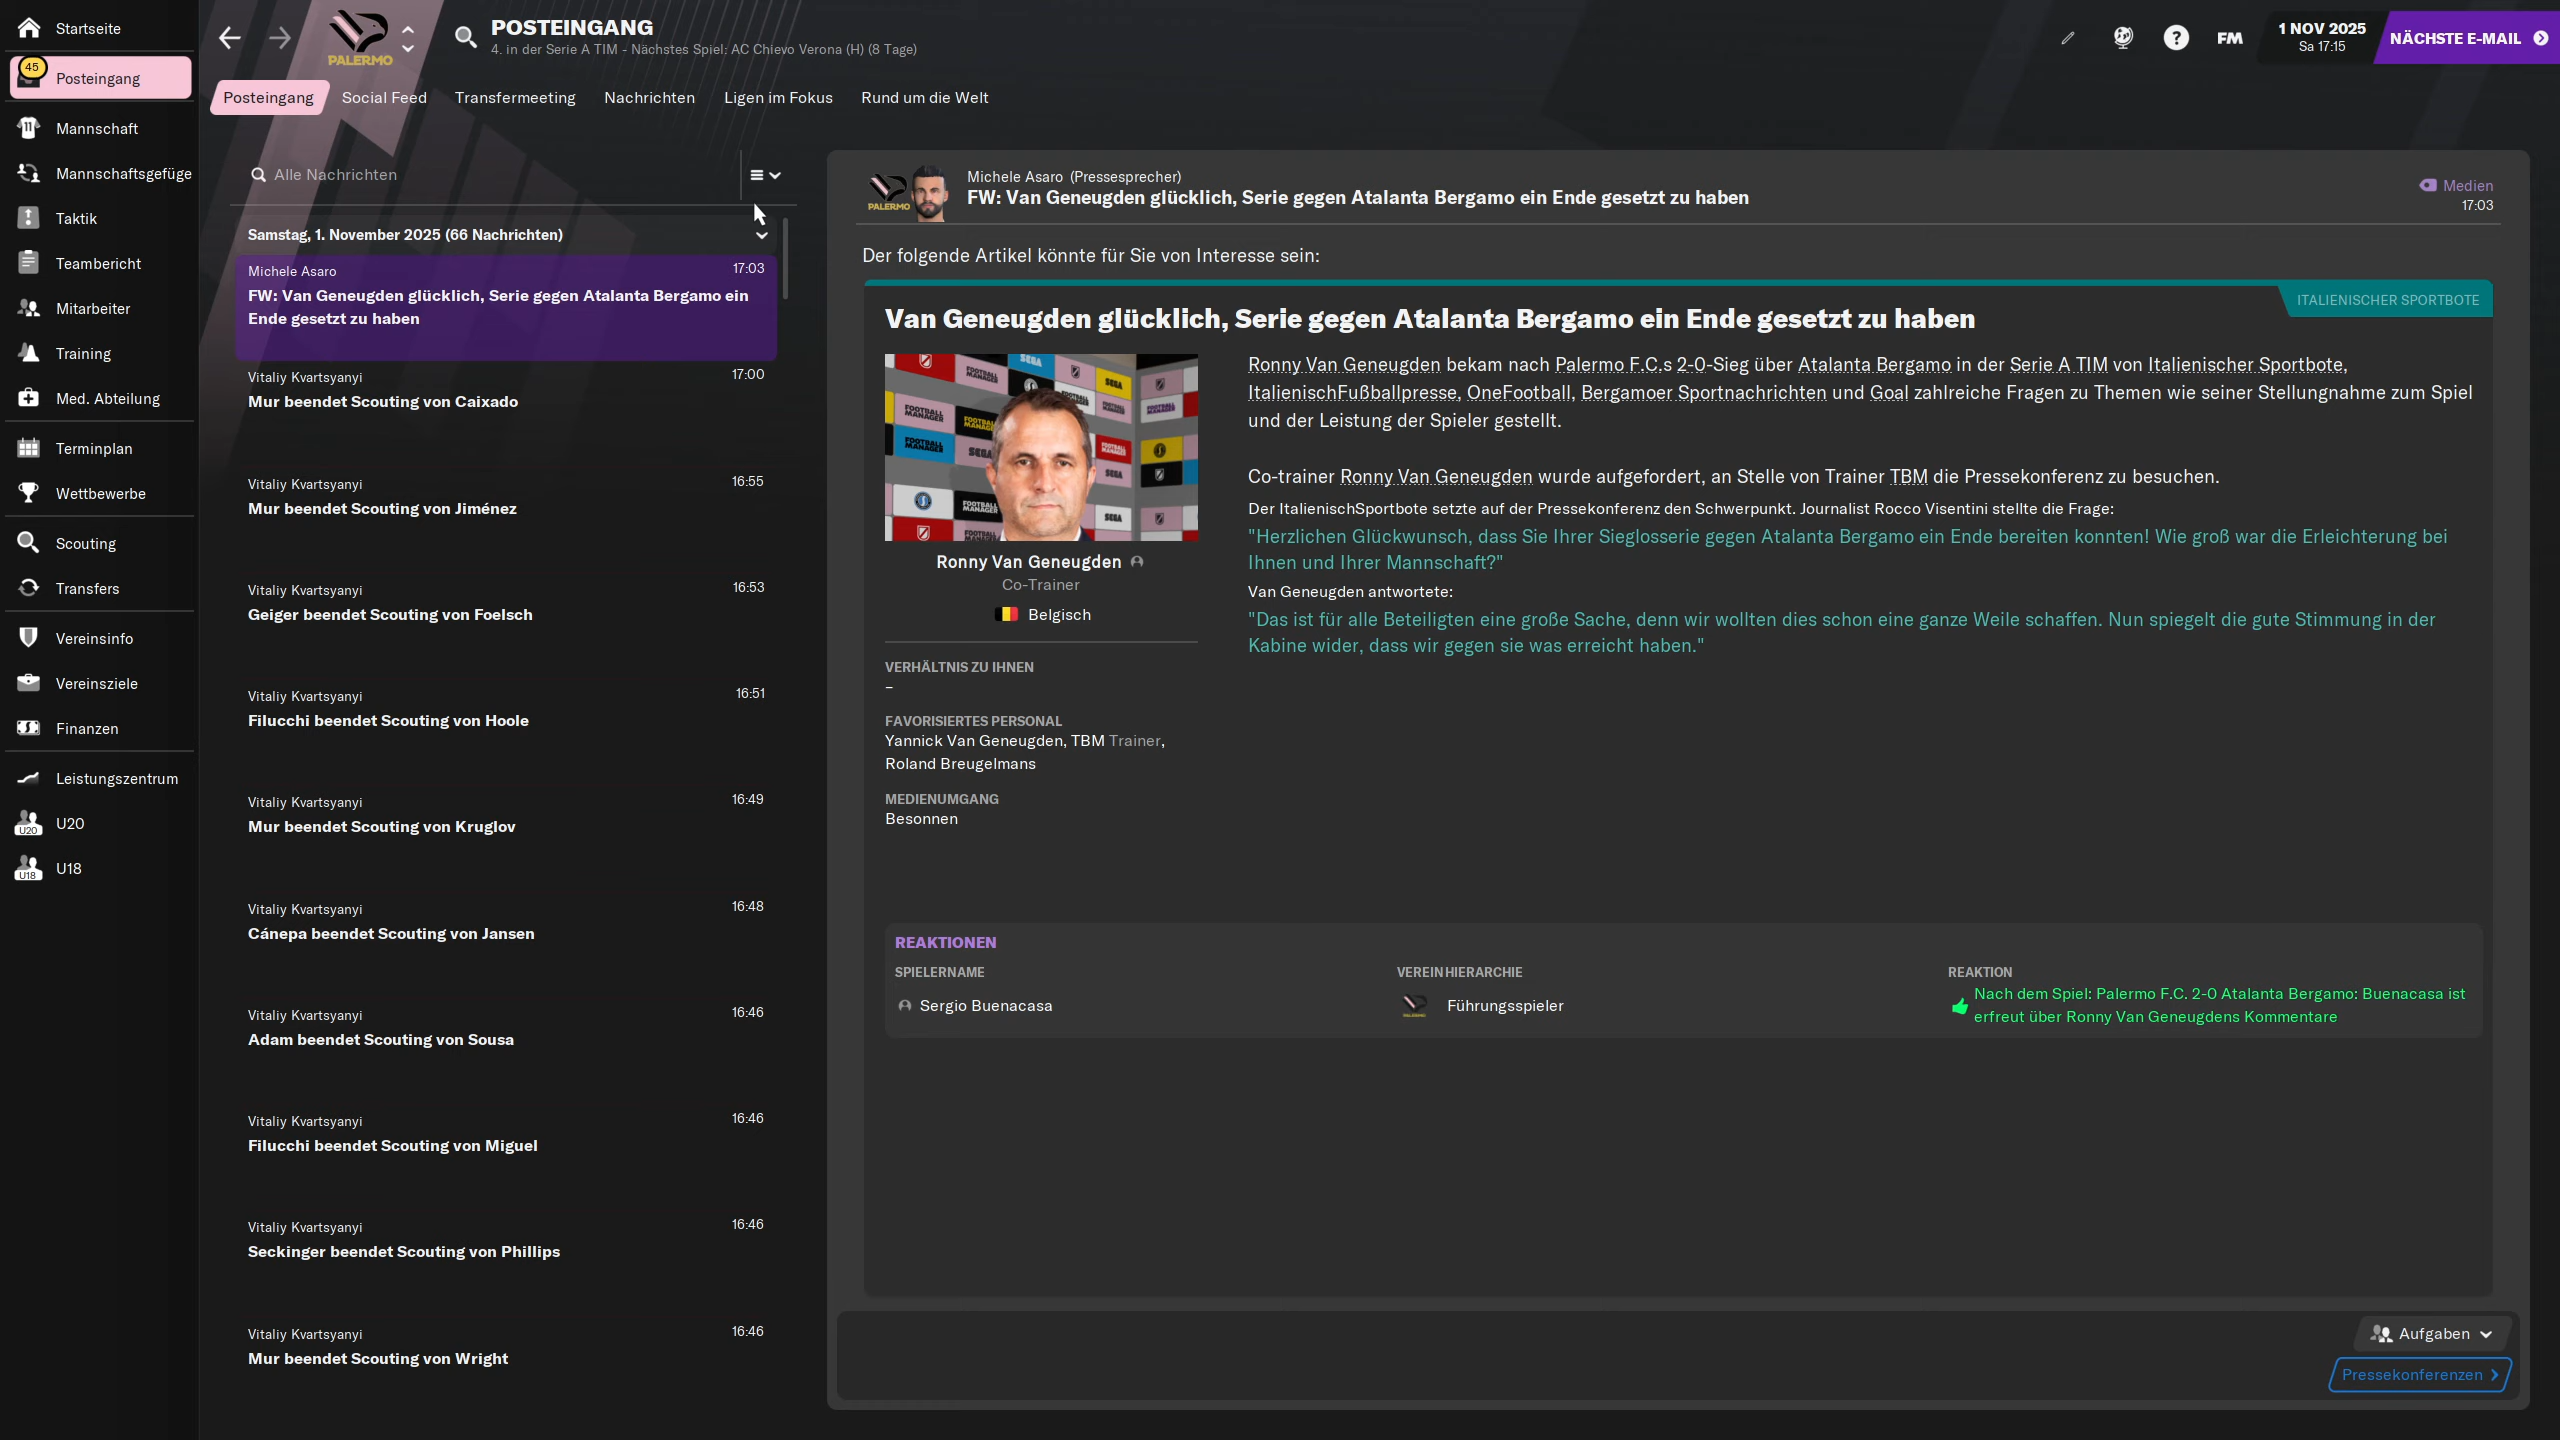 Startseite
45
Posteingang
Mannschaft
Mannschaftsgefüge
Taktik
Teambericht
Mitarbeiter
Training
Med. Abteilung
Terminplan
Wettbewerbe
Scouting
Transfers
Vereinsinfo
Vereinsziele
Finanzen
Leistungszentrum
U20
U20
U18
U18
PALERMO
POSTEINGANG
4. in der Serie A TIM - Nächstes Spiel: AC Chievo Verona (H) (8 Tage)
FM
1 NOV 2025
Sa 17:15
NÄCHSTE E-MAIL
Posteingang
Social Feed
Transfermeeting
Nachrichten
Ligen im Fokus
Rund um die Welt
Alle Nachrichten
Samstag, 1. November 2025 (66 Nachrichten)
Michele Asaro 17:03
FW: Van Geneugden glücklich, Serie gegen Atalanta Bergamo ein
Ende gesetzt zu haben
Vitaliy Kvartsyanyi 17:00
Mur beendet Scouting von Caixado
Vitaliy Kvartsyanyi 16:55
Mur beendet Scouting von Jiménez
Vitaliy Kvartsyanyi 16:53
Geiger beendet Scouting von Foelsch
Vitaliy Kvartsyanyi 16:51
Filucchi beendet Scouting von Hoole
Vitaliy Kvartsyanyi 16:49
Mur beendet Scouting von Kruglov
Vitaliy Kvartsyanyi 16:48
Cánepa beendet Scouting von Jansen
Vitaliy Kvartsyanyi 16:46
Adam beendet Scouting von Sousa
Vitaliy Kvartsyanyi 16:46
Filucchi beendet Scouting von Miguel
Vitaliy Kvartsyanyi 16:46
Seckinger beendet Scouting von Phillips
Vitaliy Kvartsyanyi 16:46
Mur beendet Scouting von Wright
PALERMO
Michele Asaro (Pressesprecher)
FW: Van Geneugden glücklich, Serie gegen Atalanta Bergamo ein Ende gesetzt zu haben
Medien
17:03
Der folgende Artikel könnte für Sie von Interesse sein:
ITALIENISCHER SPORTBOTE
Van Geneugden glücklich, Serie gegen Atalanta Bergamo ein Ende gesetzt zu haben
Ronny Van Geneugden
Co-Trainer
Belgisch
VERHÄLTNIS ZU IHNEN
–
FAVORISIERTES PERSONAL
Yannick Van Geneugden, TBM Trainer,
Roland Breugelmans
MEDIENUMGANG
Besonnen
Ronny Van Geneugden bekam nach Palermo F.C.s 2-0-Sieg über Atalanta Bergamo in der Serie A TIM von Italienischer Sportbote,
ItalienischFußballpresse, OneFootball, Bergamoer Sportnachrichten und Goal zahlreiche Fragen zu Themen wie seiner Stellungnahme zum Spiel
und der Leistung der Spieler gestellt.
Co-trainer Ronny Van Geneugden wurde aufgefordert, an Stelle von Trainer TBM die Pressekonferenz zu besuchen.
Der ItalienischSportbote setzte auf der Pressekonferenz den Schwerpunkt. Journalist Rocco Visentini stellte die Frage:
"Herzlichen Glückwunsch, dass Sie Ihrer Sieglosserie gegen Atalanta Bergamo ein Ende bereiten konnten! Wie groß war die Erleichterung bei
Ihnen und Ihrer Mannschaft?"
Van Geneugden antwortete:
"Das ist für alle Beteiligten eine große Sache, denn wir wollten dies schon eine ganze Weile schaffen. Nun spiegelt die gute Stimmung in der
Kabine wider, dass wir gegen sie was erreicht haben."
REAKTIONEN
SPIELERNAME VEREIN HIERARCHIE REAKTION
Sergio Buenacasa
PALERMO
Führungsspieler
Nach dem Spiel: Palermo F.C. 2-0 Atalanta Bergamo: Buenacasa ist
erfreut über Ronny Van Geneugdens Kommentare
Aufgaben
Pressekonferenzen